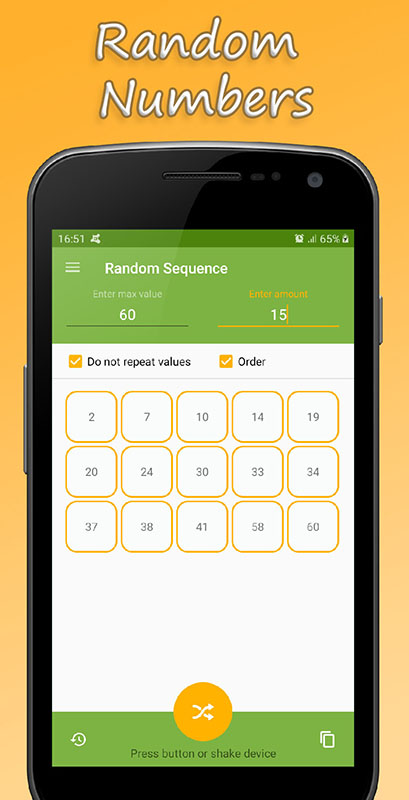 Random
Numbers
16:51 65%
Random Sequence
Enter max value Enter amount
60 15
Do not repeat values Order
2 7 10 14 19
20 24 30 33 34
37 38 41 58 60
Press button or shake device